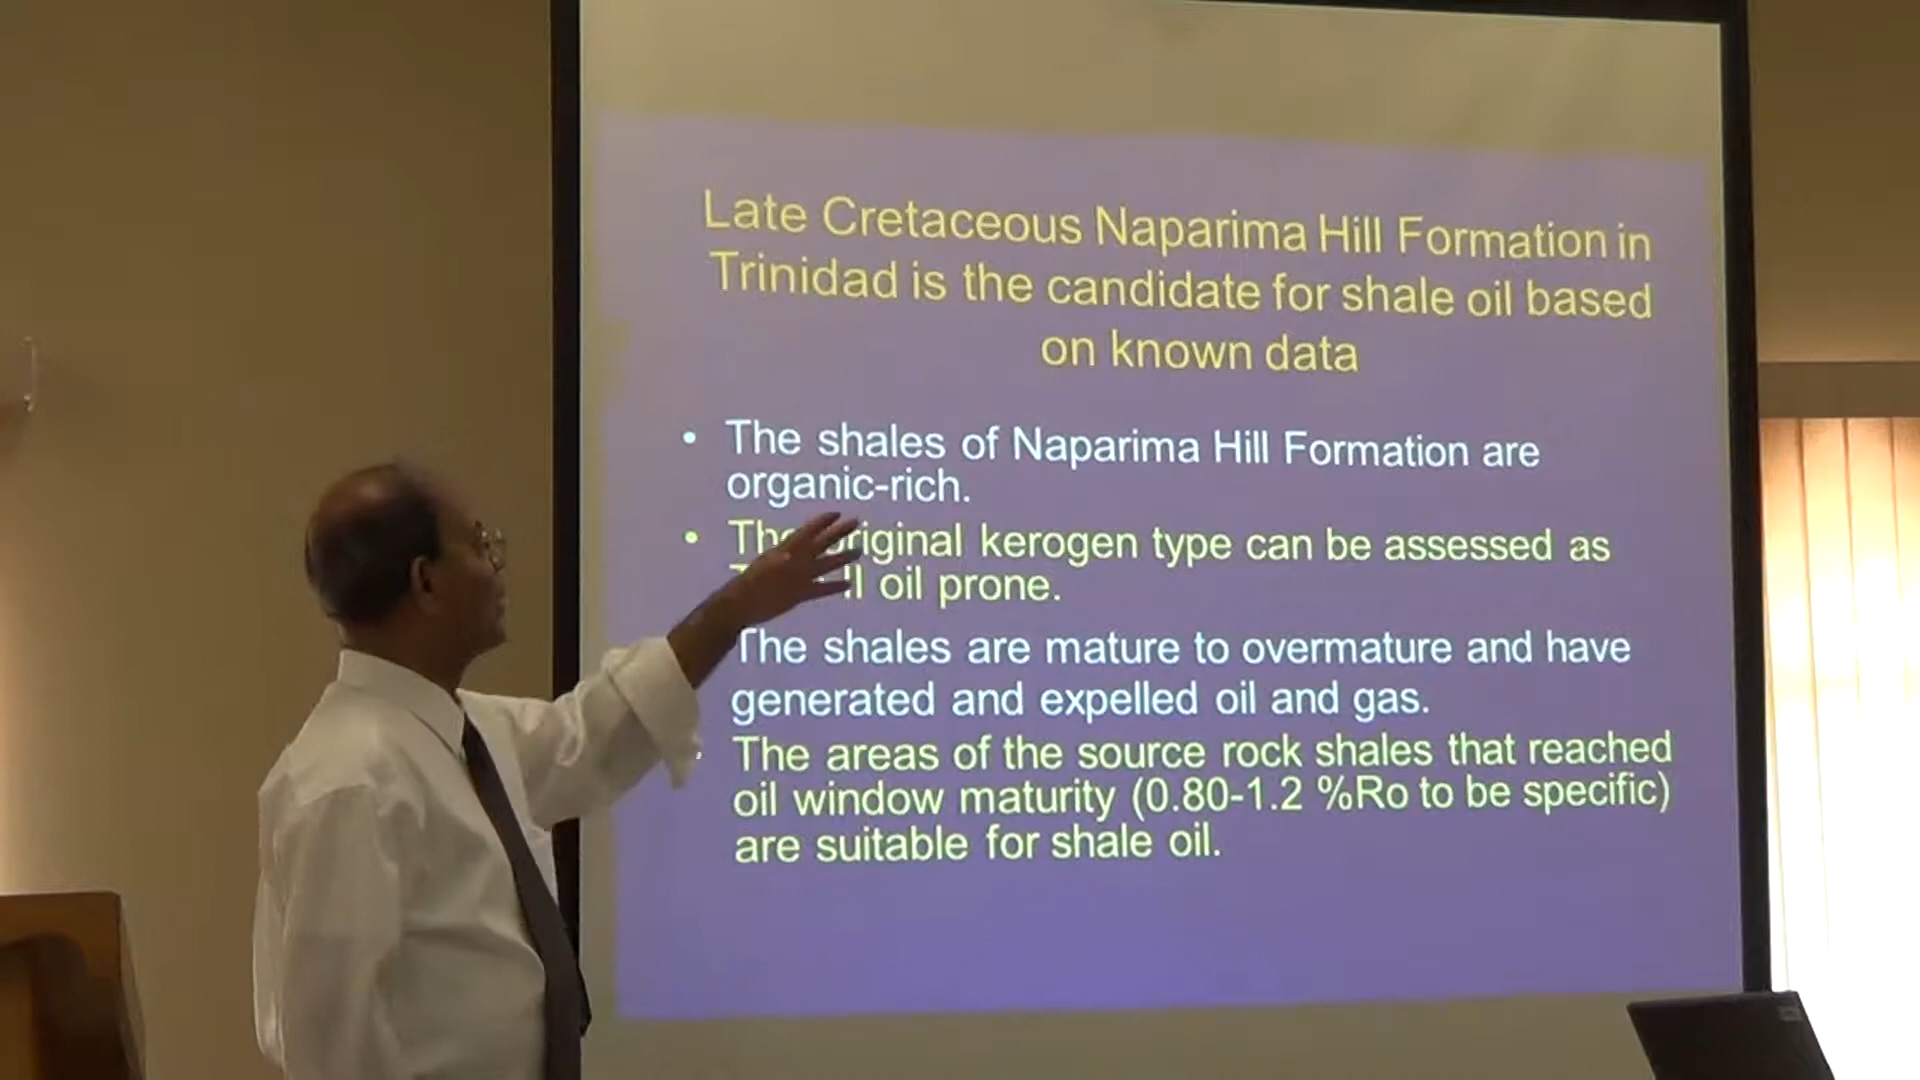 Late Cretaceous Naparima Hill Formation in
Trinidad is the candidate for shale oil based
on known data
• The shales of Naparima Hill Formation are
organic-rich.
• The original kerogen type can be assessed as
oil prone.
The shales are mature to overmature and have
generated and expelled oil and gas.
The areas of the source rock shales that reached
oil window maturity (0.80-1.2 %Ro to be specific)
are suitable for shale oil.